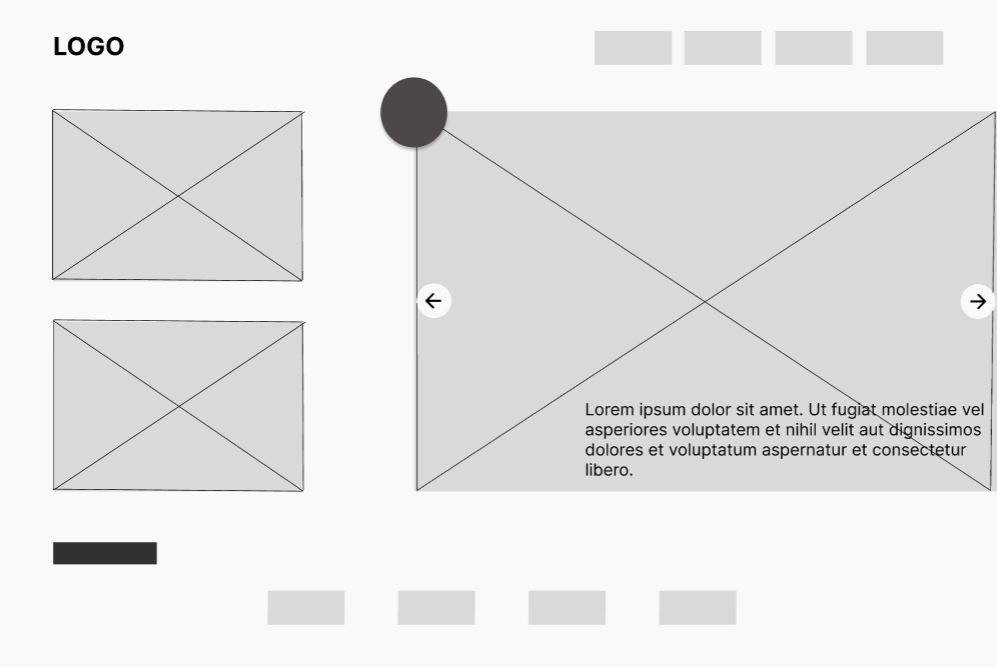 LOGO
Lorem ipsum dolor sit amet. Ut fugiat molestiae vel
asperiores voluptatem et nihil velit aut dignissimos
dolores et voluptatum aspernatur et consectetur
libero.